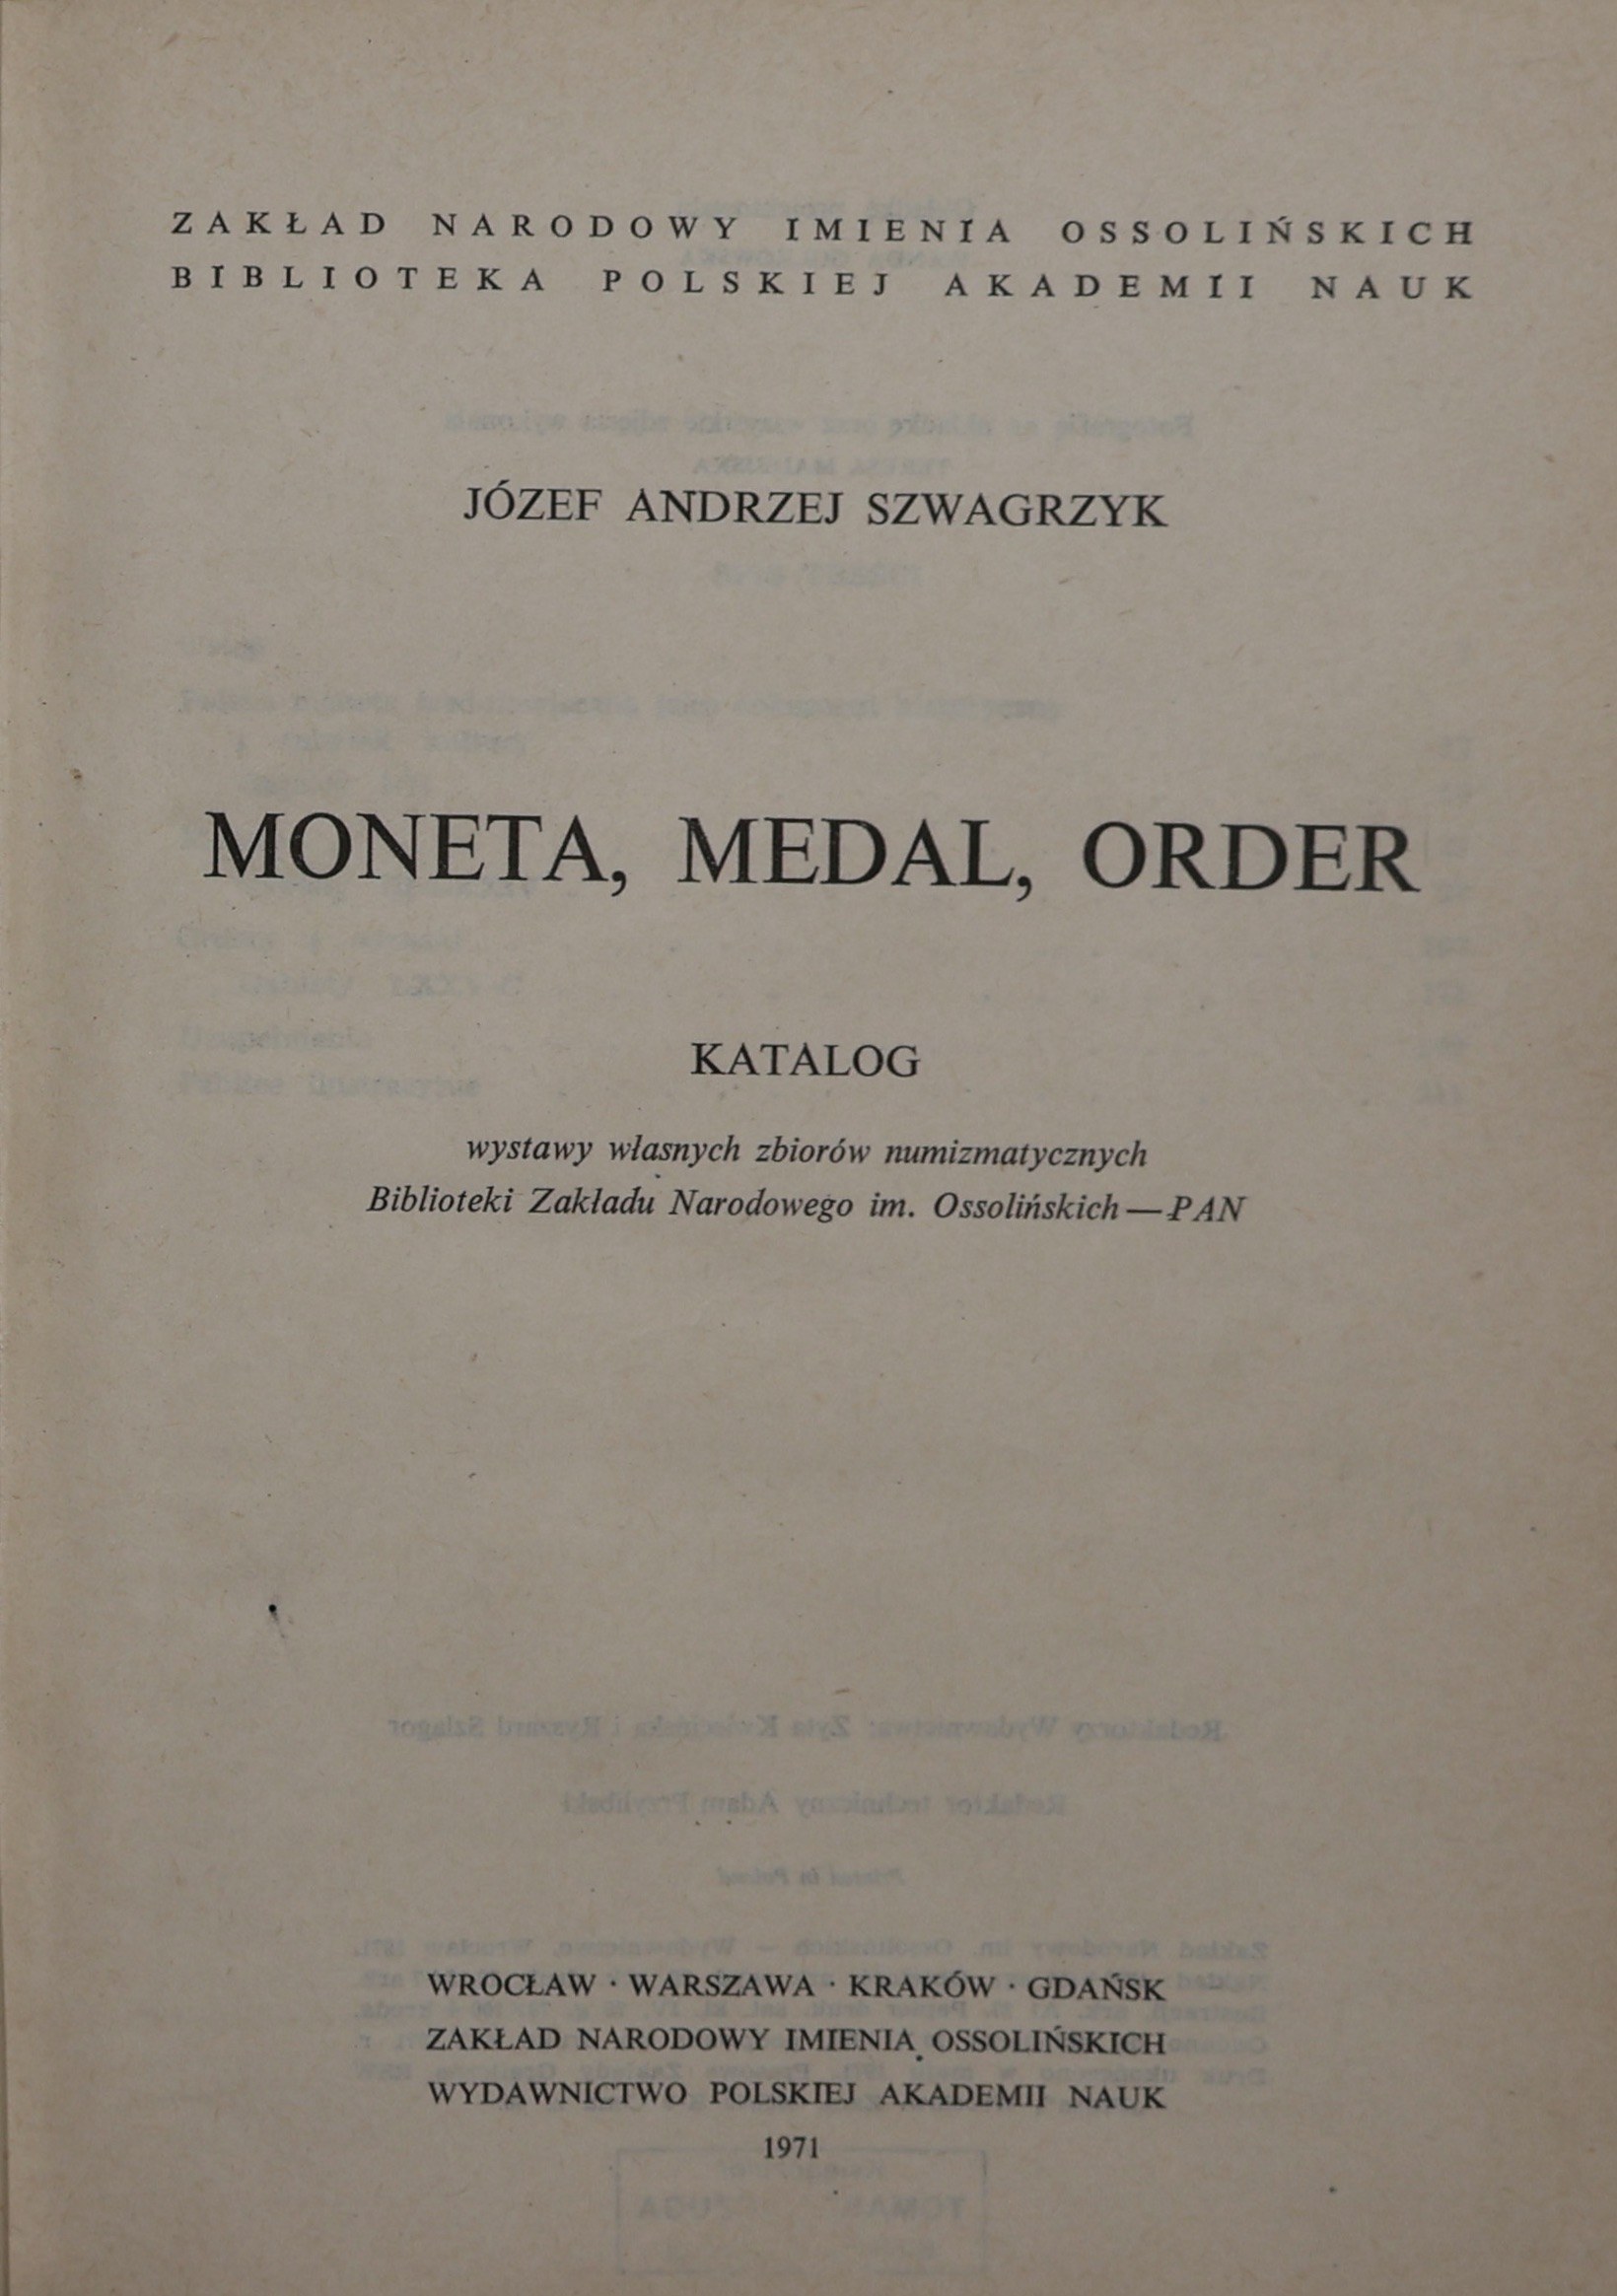 ZAKŁAD NARODOWY IMIENIA OSSOLIŃSKICH
BIBLIOTEKA POLSKIEJ AKADEMII NAUK
JÓZEF ANDRZEJ SZWAGRZYK
MONETA, MEDAL, ORDER
KATALOG
wystawy własnych zbiorów numizmatycznych
Biblioteki Zakładu Narodowego im. Ossolińskich—PAN
WROCŁAW · WARSZAWA · KRAKÓW · GDAŃSK
ZAKŁAD NARODOWY IMIENIA OSSOLIŃSKICH
WYDAWNICTWO POLSKIEJ AKADEMII NAUK
1971